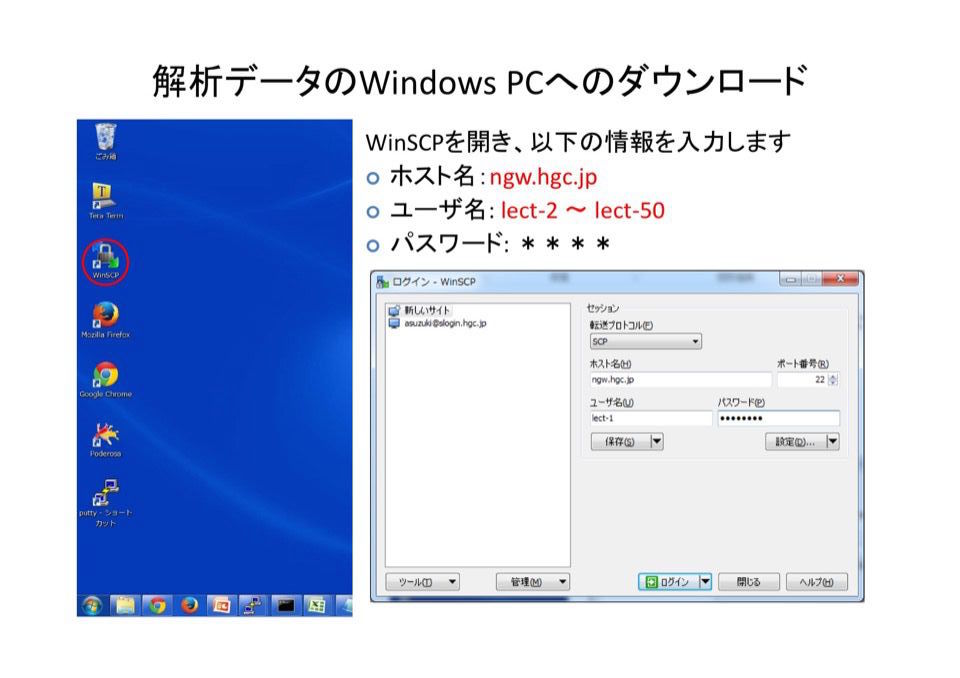 解析データのWindows PCへのダウンロード
WinSCPを開き、以下の情報を入力します
ホスト名：ngw.hgc.jp
ユーザ名: lect-2 ～ lect-50
パスワード: ＊＊＊＊
ごみ箱
Tera Term
WinSCP
Mozilla Firefox
Google Chrome
Poderosa
putty - ショート
カット
ログイン - WinSCP
新しいサイト
asuzuki@slogin.hgc.jp
セッション
転送プロトコル(F)
SCP
ホスト名(H)
ポート番号(R)
ngw.hgc.jp
22
ユーザ名(U)
パスワード(P)
lect-1
••••••••
保存(S)
設定(D)...
ツール(T)
管理(M)
ログイン
閉じる
ヘルプ(H)